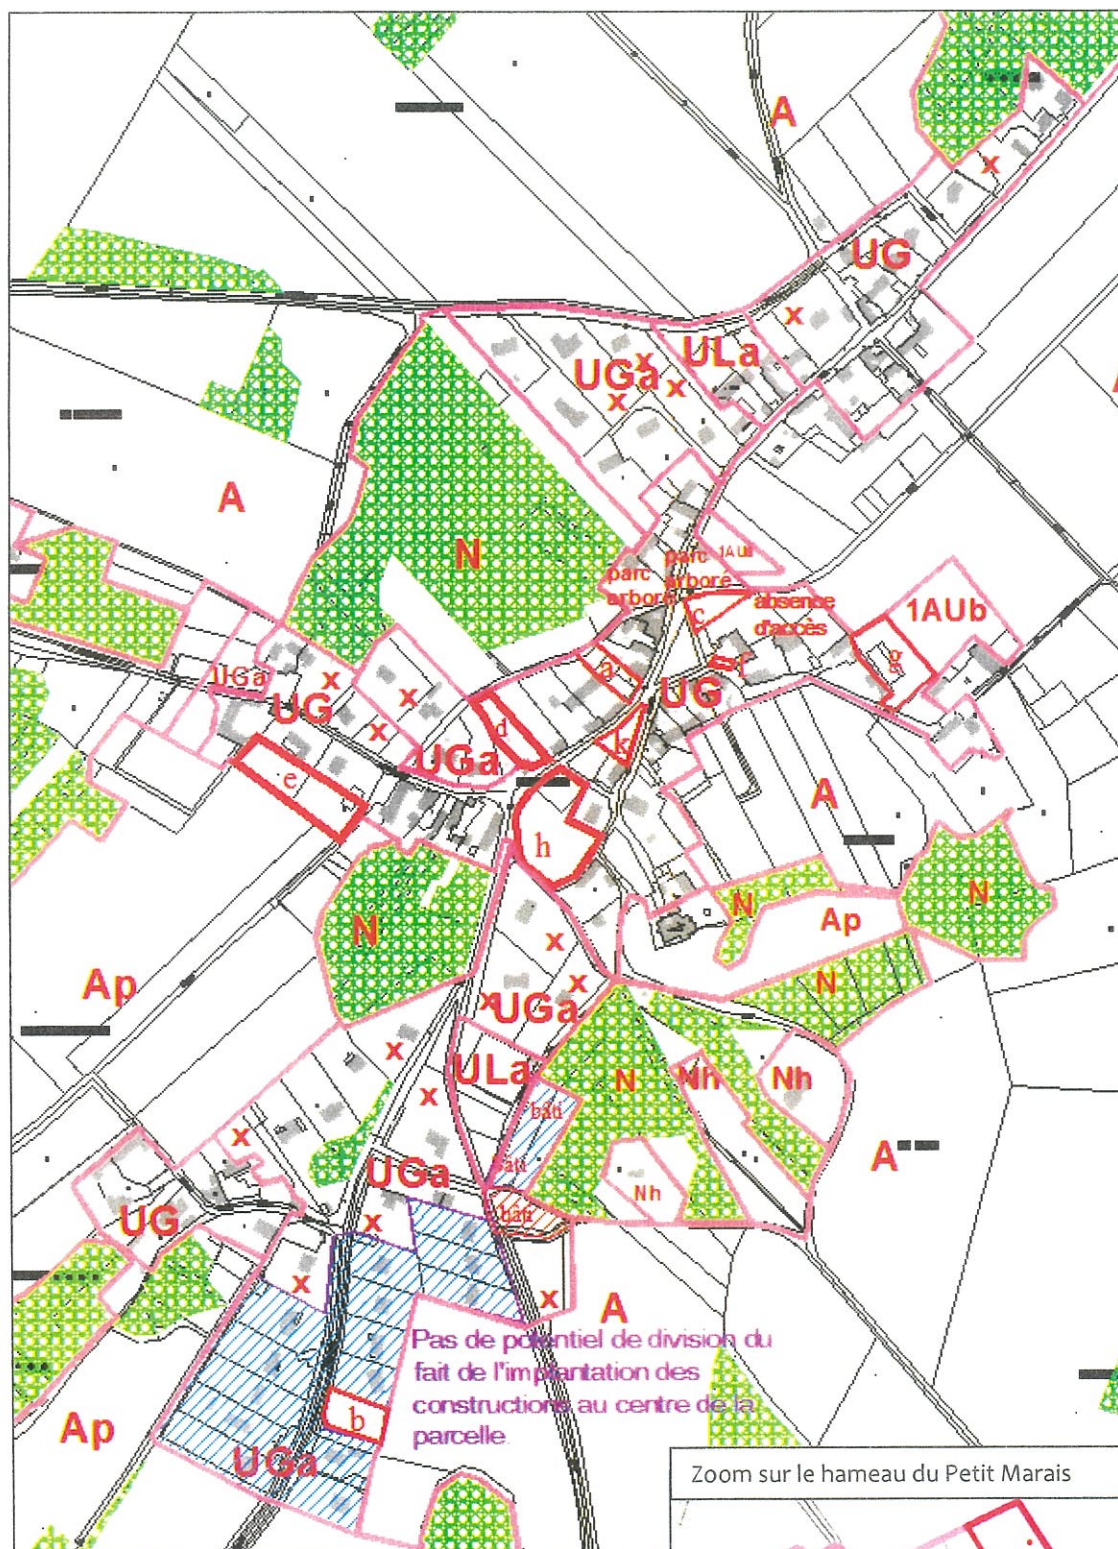 A
x
UG
x
ULa
UGa
x
x
x
A
N
parc
arboré
parc
arboré
1AUb
absence
d'accès
1AUb
c
g
a
f
UG
UGa
UG
x
x
x
d
k
UGa
e
h
A
N
N
Ap
N
N
Ap
x
x
x
UGa
x
ULa
N
Nh
Nh
x
bâti
bâti
Nh
A
x
UGa
UG
bâti
x
x
x
A
Pas de potentiel de division du
fait de l'implantation des
constructions au centre de la
parcelle
b
Ap
UGa
Zoom sur le hameau du Petit Marais